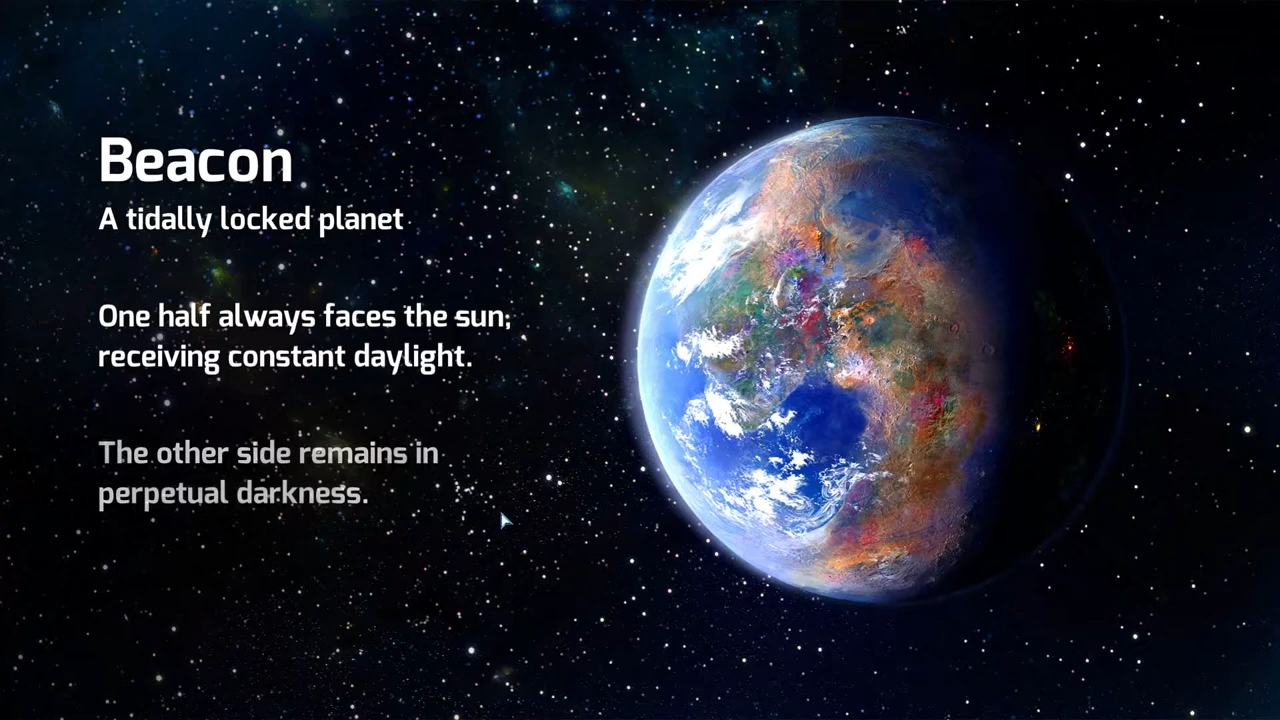 Beacon
A tidally locked planet
One half always faces the sun,
receiving constant daylight.
The other side remains in
perpetual darkness.